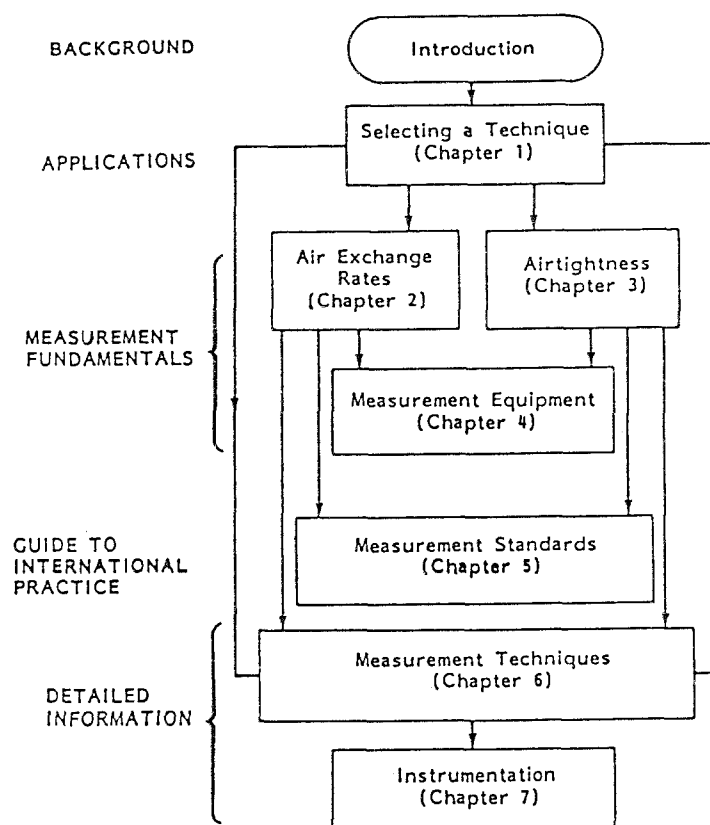 BACKGROUND
Introduction
Selecting a Technique
(Chapter 1)
APPLICATIONS
Air Exchange
Rates
(Chapter 2)
Airtightness
(Chapter 3)
MEASUREMENT
FUNDAMENTALS
Measurement Equipment
(Chapter 4)
GUIDE TO
INTERNATIONAL
PRACTICE
Measurement Standards
(Chapter 5)
Measurement Techniques
(Chapter 6)
DETAILED
INFORMATION
Instrumentation
(Chapter 7)